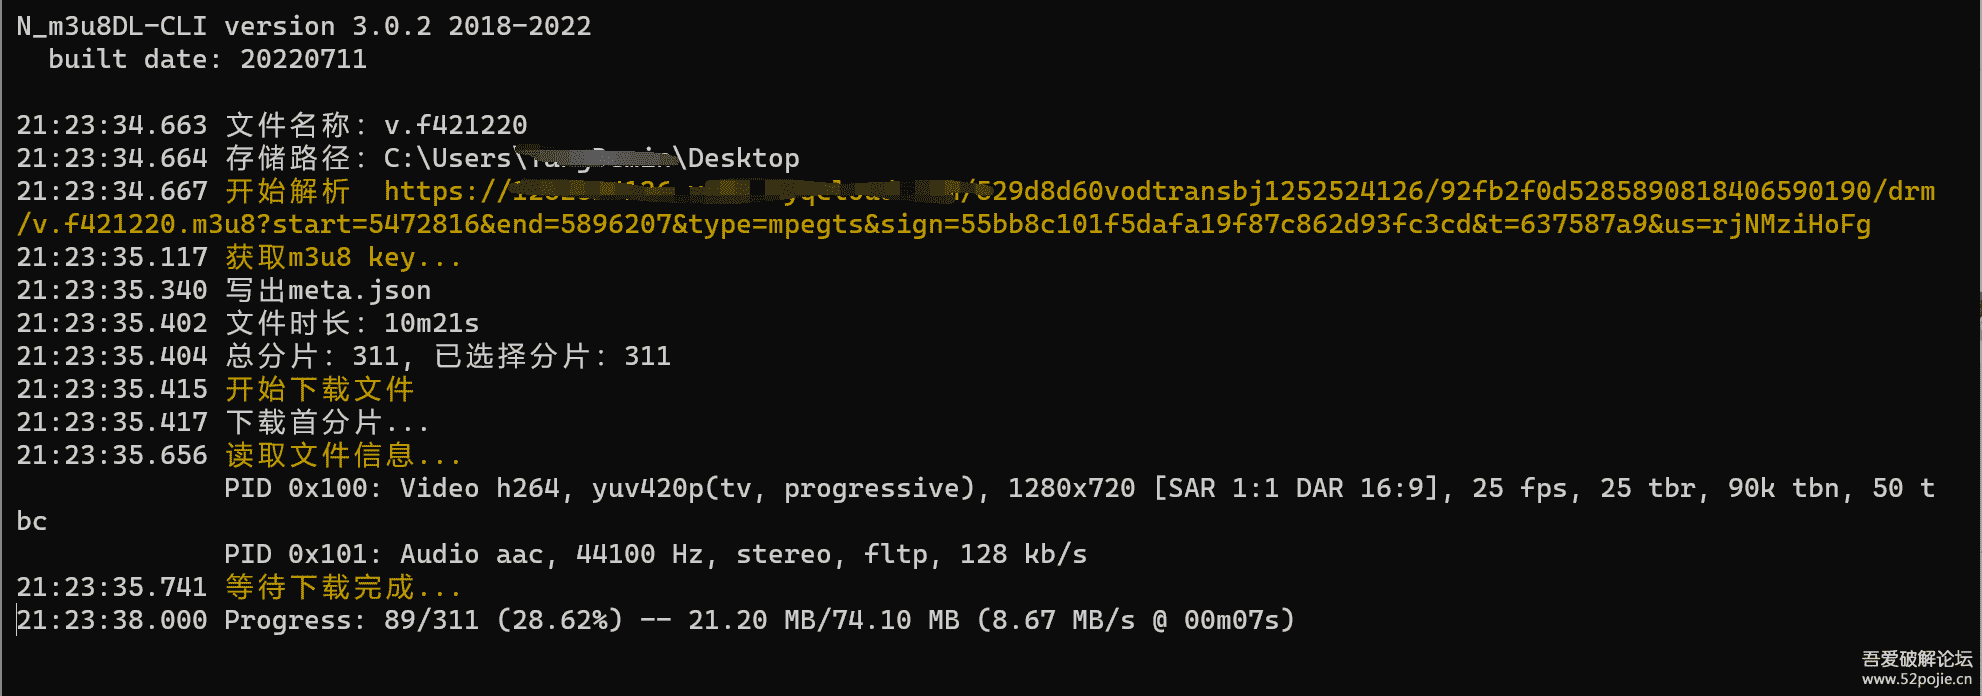 N_m3u8DL-CLI version 3.0.2 2018-2022
built date: 20220711
21:23:34.663 文件名称: v.f421220
21:23:34.664 存储路径: C:\Users\ \Desktop
21:23:34.667 开始解析 https:// /529d8d60vodtransbj1252524126/92fb2f0d5285890818406590190/drm
/v.f421220.m3u8?start=5472816&end=5896207&type=mpegts&sign=55bb8c101f5dafa19f87c862d93fc3cd&t=637587a9&us=rjNMziHoFg
21:23:35.117 获取m3u8 key...
21:23:35.340 写出meta.json
21:23:35.402 文件时长: 10m21s
21:23:35.404 总分片: 311, 已选择分片: 311
21:23:35.415 开始下载文件
21:23:35.417 下载首分片...
21:23:35.656 读取文件信息...
PID 0x100: Video h264, yuv420p(tv, progressive), 1280x720 [SAR 1:1 DAR 16:9], 25 fps, 25 tbr, 90k tbn, 50 t
bc
PID 0x101: Audio aac, 44100 Hz, stereo, fltp, 128 kb/s
21:23:35.741 等待下载完成...
21:23:38.000 Progress: 89/311 (28.62%) -- 21.20 MB/74.10 MB (8.67 MB/s @ 00m07s)
吾爱破解论坛
www.52pojie.cn